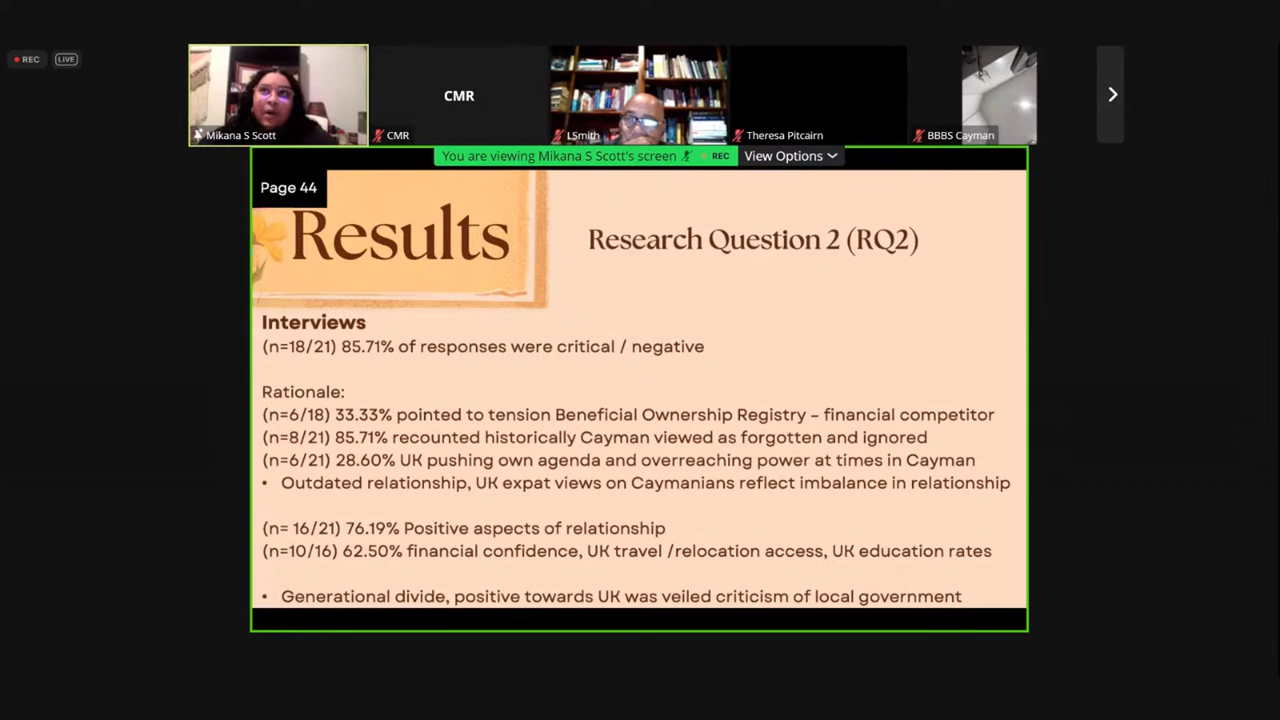 REC
LIVE
CMR
Mikana S Scott
CMR
LSmith
Theresa Pitcairn
BBBS Cayman
You are viewing Mikana S Scott's screen
REC
View Options
Page 44
Results
Research Question 2 (RQ2)
Interviews
(n=18/21) 85.71% of responses were critical / negative
Rationale:
(n=6/18) 33.33% pointed to tension Beneficial Ownership Registry – financial competitor
(n=8/21) 85.71% recounted historically Cayman viewed as forgotten and ignored
(n=6/21) 28.60% UK pushing own agenda and overreaching power at times in Cayman
• Outdated relationship, UK expat views on Caymanians reflect imbalance in relationship
(n= 16/21) 76.19% Positive aspects of relationship
(n=10/16) 62.50% financial confidence, UK travel /relocation access, UK education rates
• Generational divide, positive towards UK was veiled criticism of local government